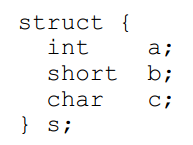 struct {
  int    a;
  short  b;
  char   c;
} s;